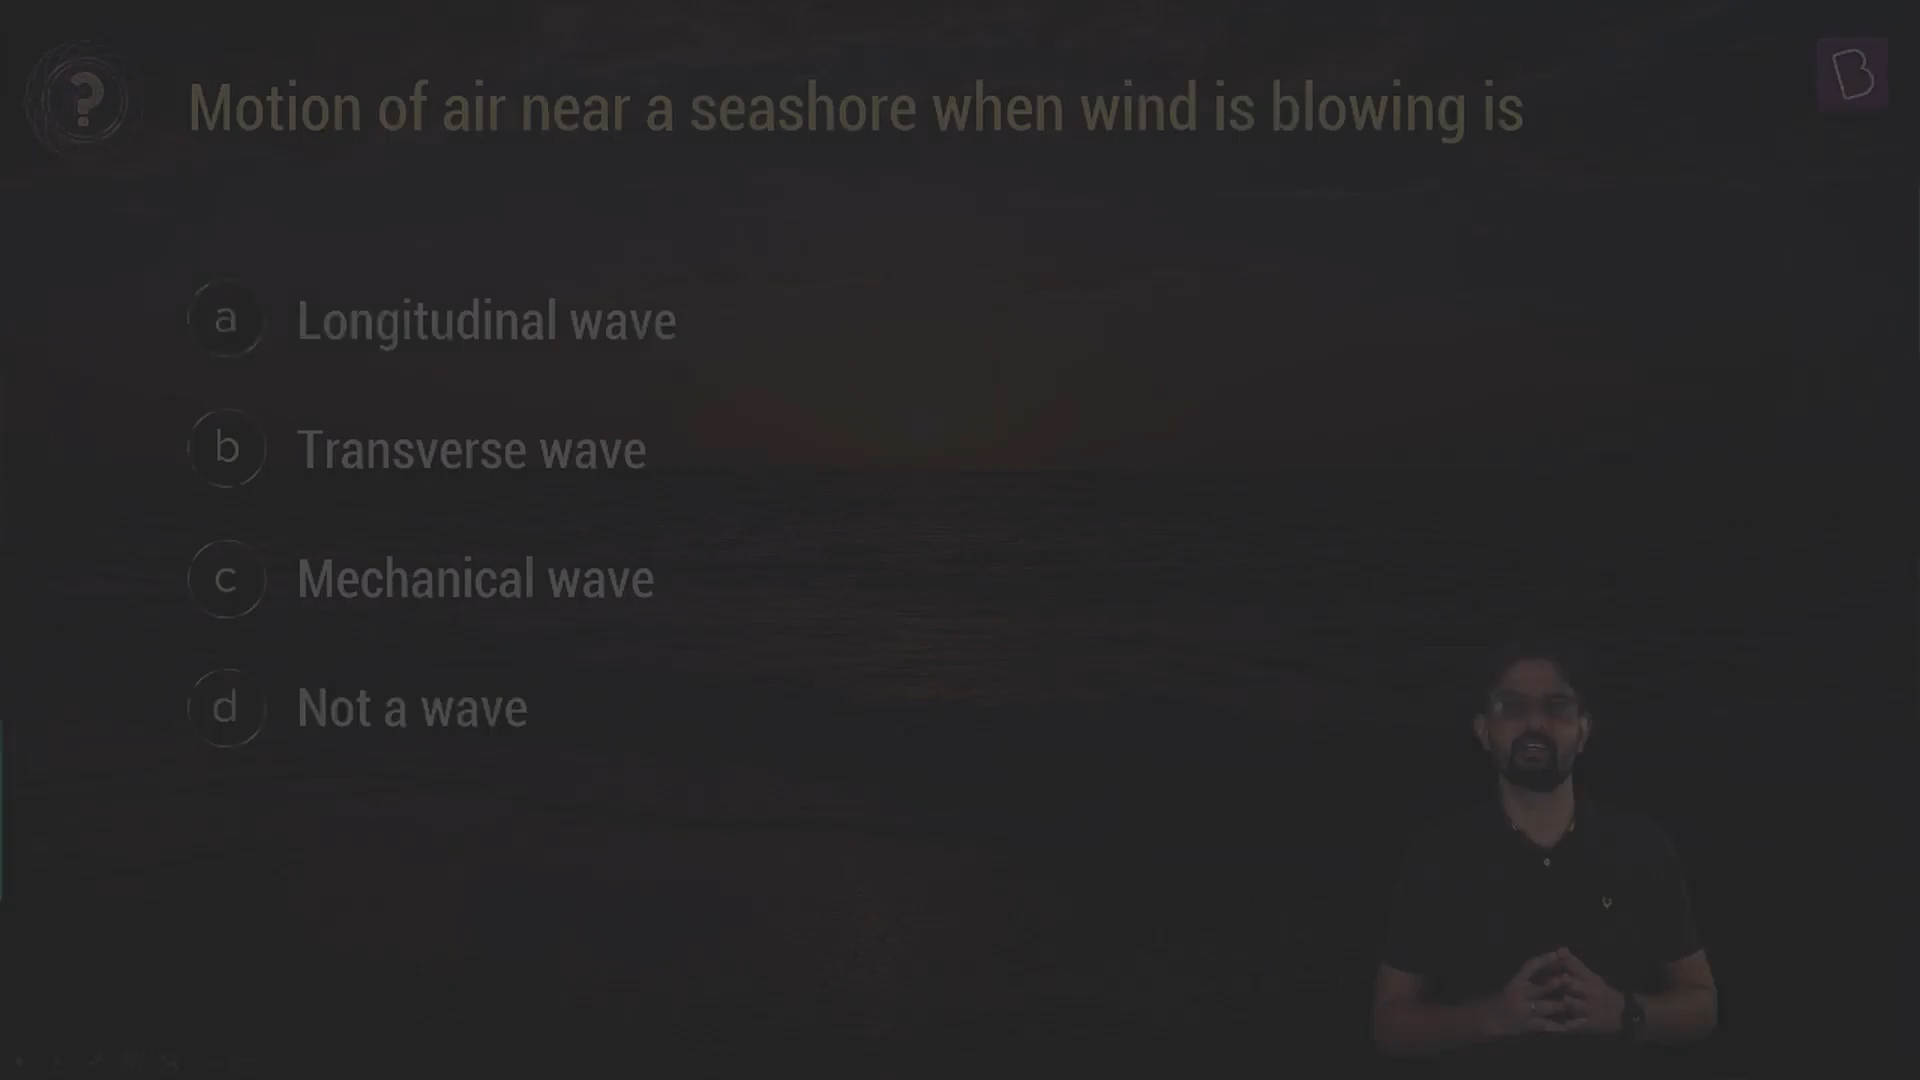 ?
Motion of air near a seashore when wind is blowing is
B
a Longitudinal wave
b Transverse wave
c Mechanical wave
d Not a wave